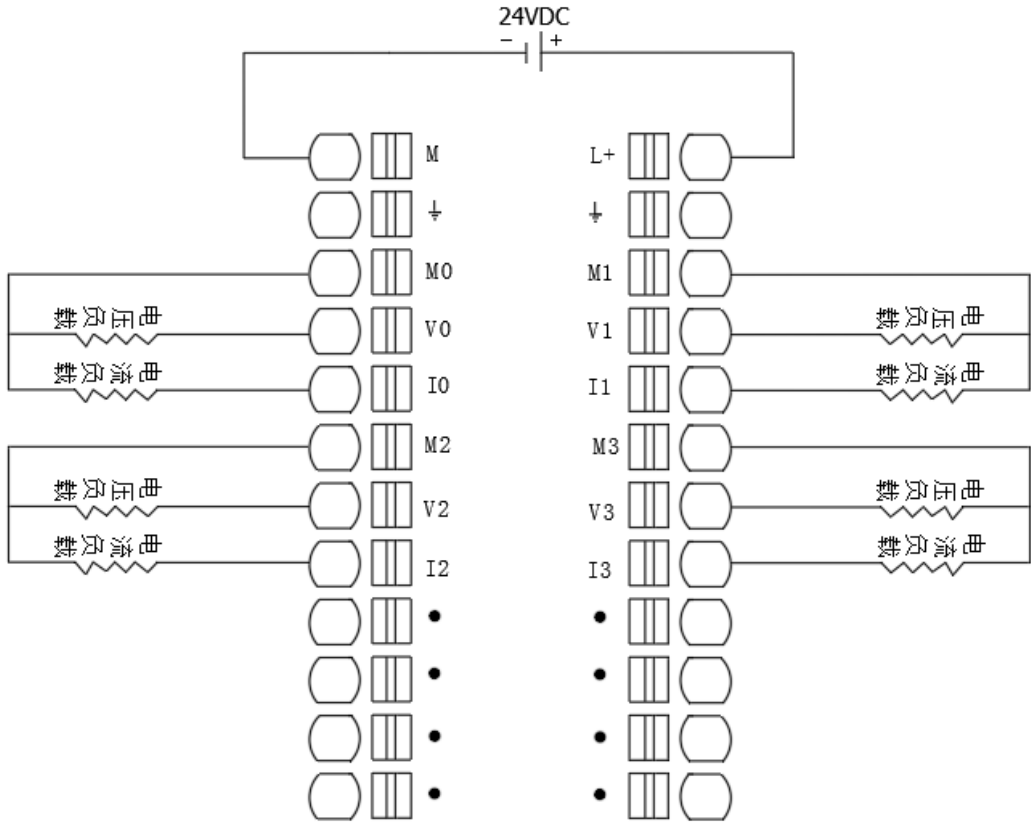 24VDC
− +
M L+
⏚ ⏚
M0 M1
电压负载 V0 V1 电压负载
电流负载 I0 I1 电流负载
M2 M3
电压负载 V2 V3 电压负载
电流负载 I2 I3 电流负载
• •
• •
• •
• •